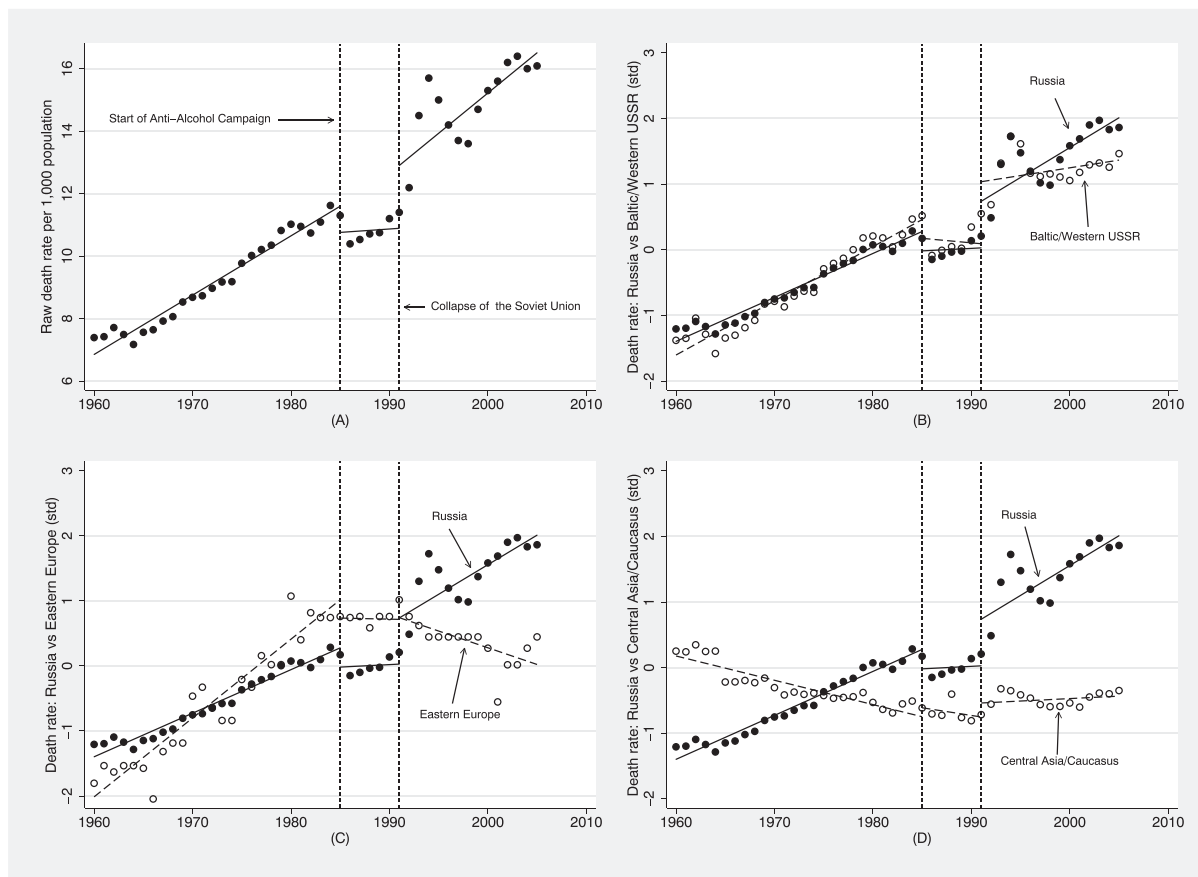 Raw death rate per 1,000 population
16
14
12
10
8
6
Start of Anti–Alcohol Campaign
Collapse of the Soviet Union
1960 1970 1980 1990 2000 2010
(A)
Death rate: Russia vs Baltic/Western USSR (std)
3
2
1
0
−1
−2
Russia
Baltic/Western USSR
1960 1970 1980 1990 2000 2010
(B)
Death rate: Russia vs Eastern Europe (std)
3
2
1
0
−1
−2
Russia
Eastern Europe
1960 1970 1980 1990 2000 2010
(C)
Death rate: Russia vs Central Asia/Caucasus (std)
3
2
1
0
−1
−2
Russia
Central Asia/Caucasus
1960 1970 1980 1990 2000 2010
(D)